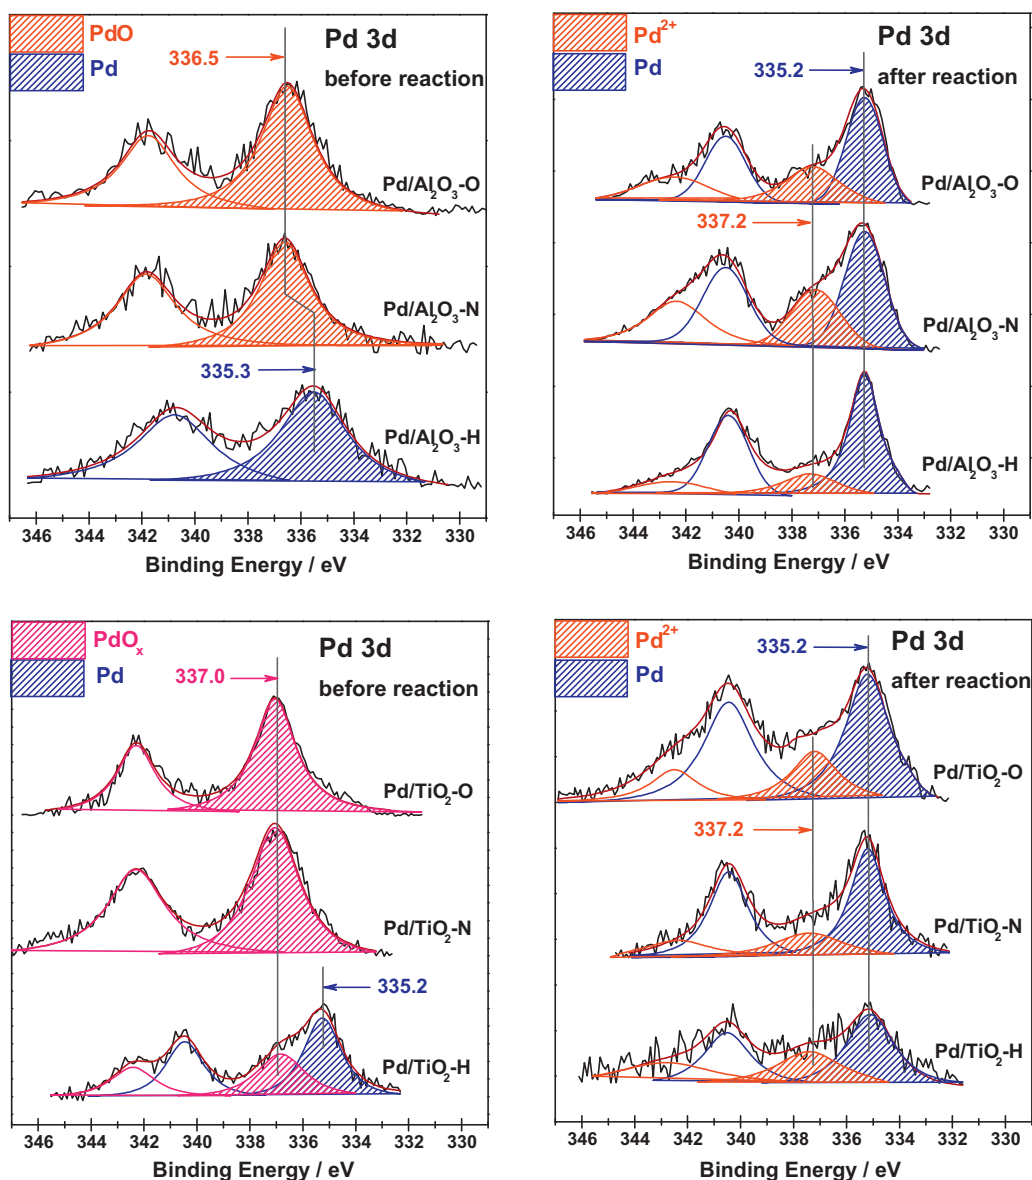 PdO
Pd
336.5
Pd 3d
before reaction
Pd/Al₂O₃-O
Pd/Al₂O₃-N
335.3
Pd/Al₂O₃-H
346 344 342 340 338 336 334 332 330
Binding Energy / eV
Pd²⁺
Pd
335.2
Pd 3d
after reaction
Pd/Al₂O₃-O
337.2
Pd/Al₂O₃-N
Pd/Al₂O₃-H
346 344 342 340 338 336 334 332 330
Binding Energy / eV
PdOₓ
Pd
337.0
Pd 3d
before reaction
Pd/TiO₂-O
Pd/TiO₂-N
335.2
Pd/TiO₂-H
346 344 342 340 338 336 334 332 330
Binding Energy / eV
Pd²⁺
Pd
335.2
Pd 3d
after reaction
Pd/TiO₂-O
337.2
Pd/TiO₂-N
Pd/TiO₂-H
346 344 342 340 338 336 334 332 330
Binding Energy / eV